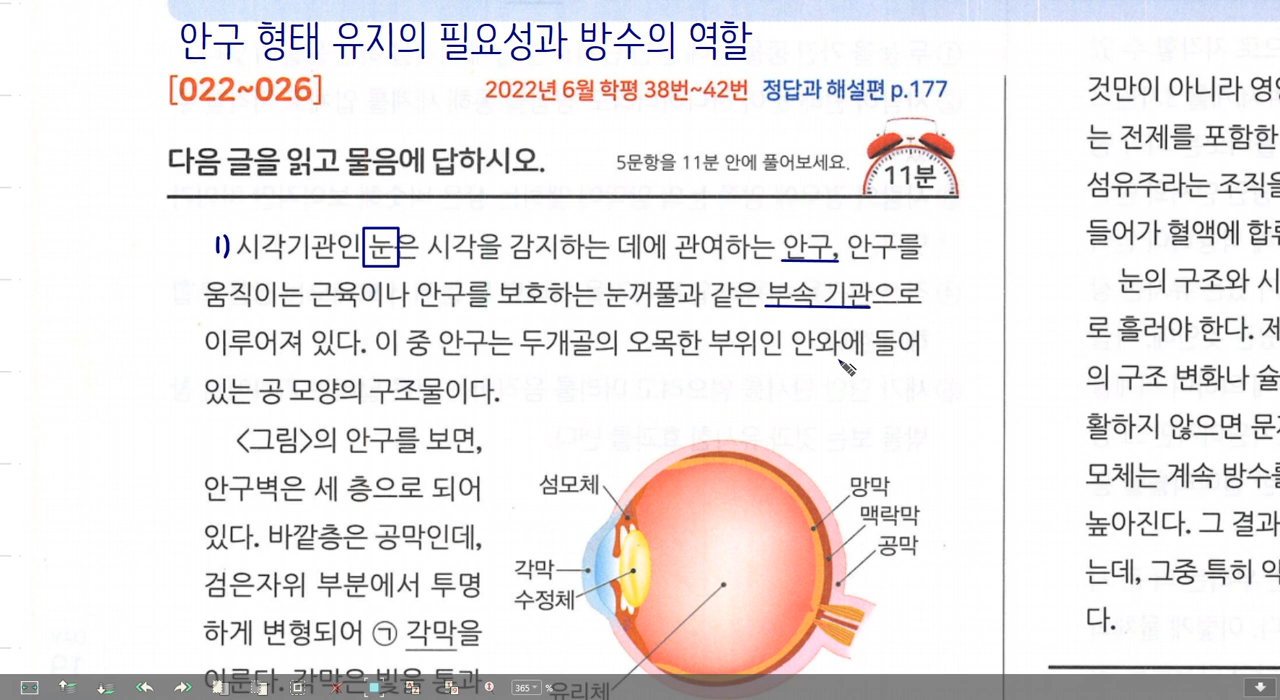 안구 형태 유지의 필요성과 방수의 역할
[022~026]
2022년 6월 학평 38번~42번 정답과 해설편 p.177
다음 글을 읽고 물음에 답하시오.
5문항을 11분 안에 풀어보세요.
11분
1) 시각기관인 눈은 시각을 감지하는 데에 관여하는 안구, 안구를
움직이는 근육이나 안구를 보호하는 눈꺼풀과 같은 부속 기관으로
이루어져 있다. 이 중 안구는 두개골의 오목한 부위인 안와에 들어
있는 공 모양의 구조물이다.
<그림>의 안구를 보면,
안구벽은 세 층으로 되어
있다. 바깥층은 공막인데,
검은자위 부분에서 투명
하게 변형되어 ㉠ 각막을
이룬다. 각막은 빛을 통과
섬모체
각막
수정체
유리체
망막
맥락막
공막
것만이 아니라
는 전제를 포함한
섬유주라는 조직을
들어가 혈액에
눈의 구조와
로 흘러야 한다.
의 구조 변화나
활하지 않으면
모체는 계속 방수를
높아진다. 그 결과
는데, 그중 특히
다.
365 %